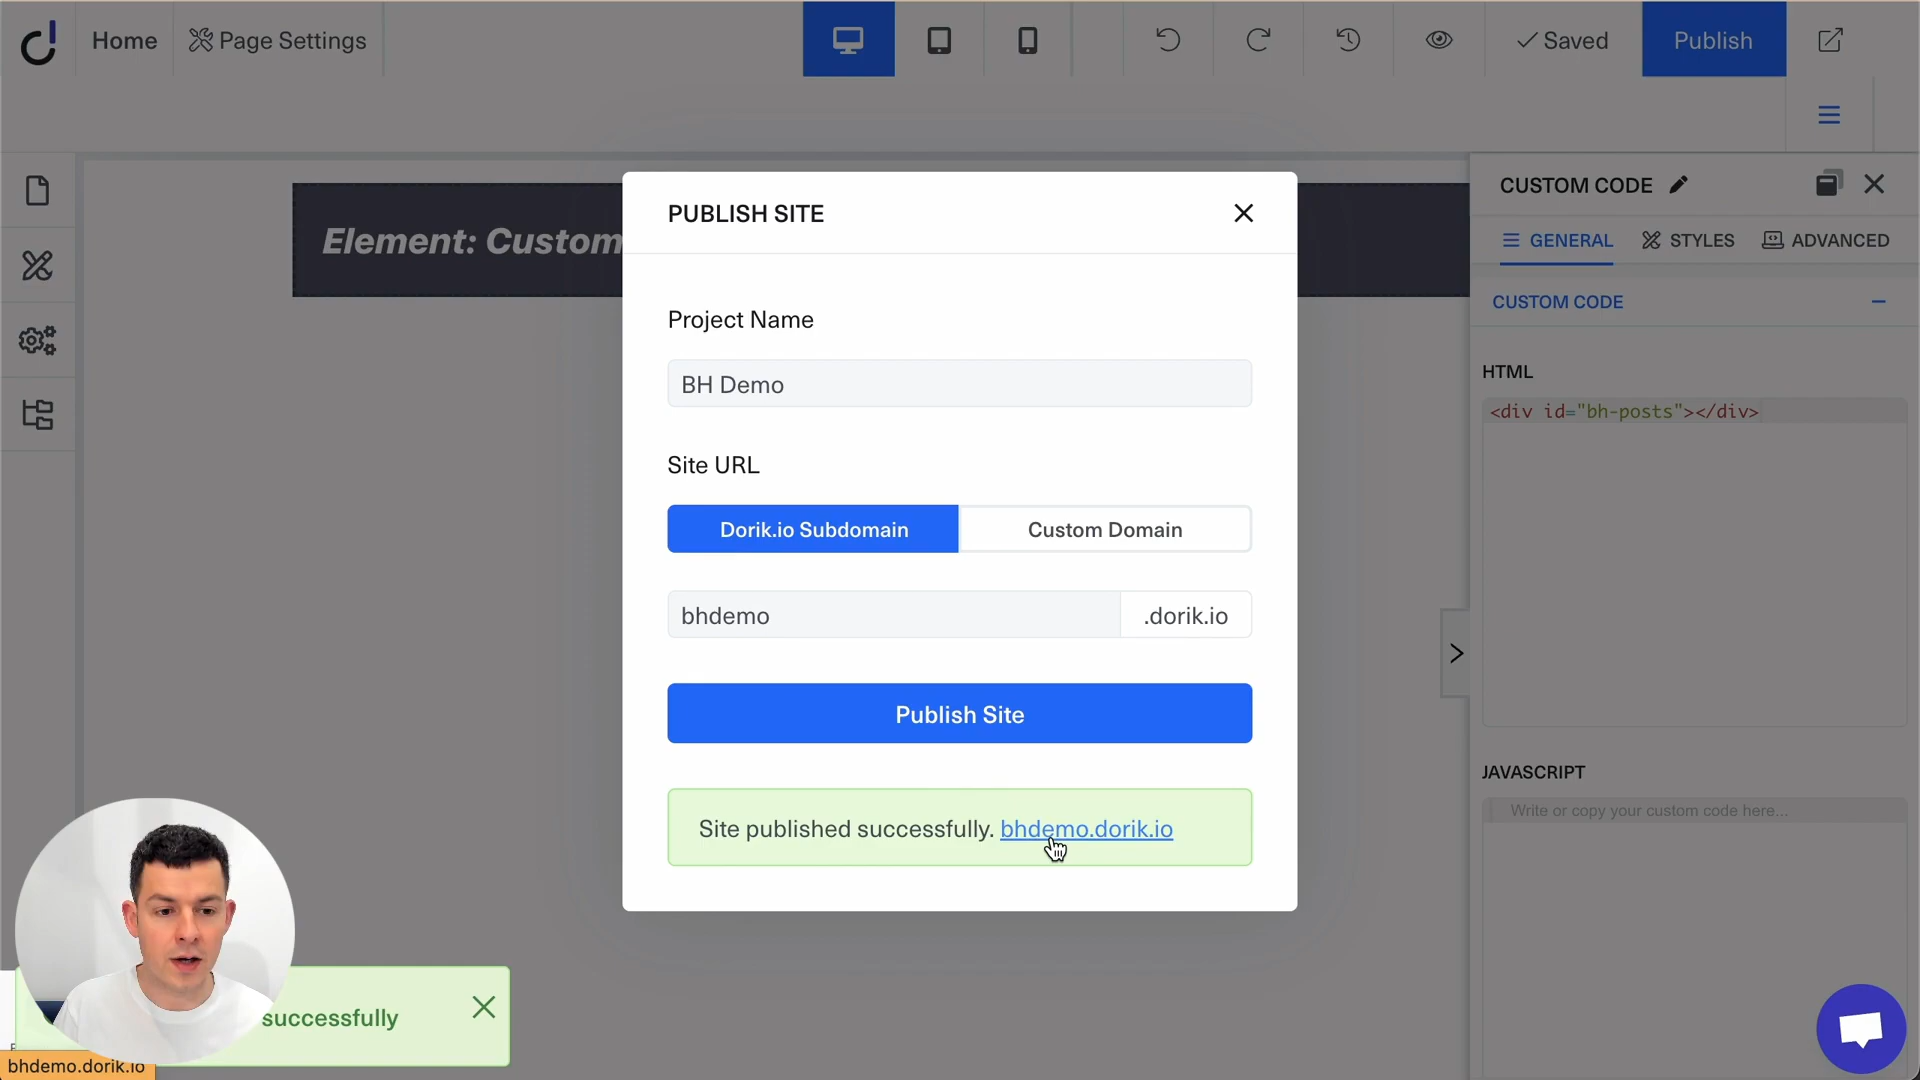 Home
Page Settings
Saved
Publish
Element: Custom
PUBLISH SITE
Project Name
BH Demo
Site URL
Dorik.io Subdomain
Custom Domain
bhdemo
.dorik.io
Publish Site
Site published successfully. bhdemo.dorik.io
CUSTOM CODE
GENERAL
STYLES
ADVANCED
CUSTOM CODE
HTML
<div id="bh-posts"></div>
JAVASCRIPT
Write or copy your custom code here...
successfully
bhdemo.dorik.io